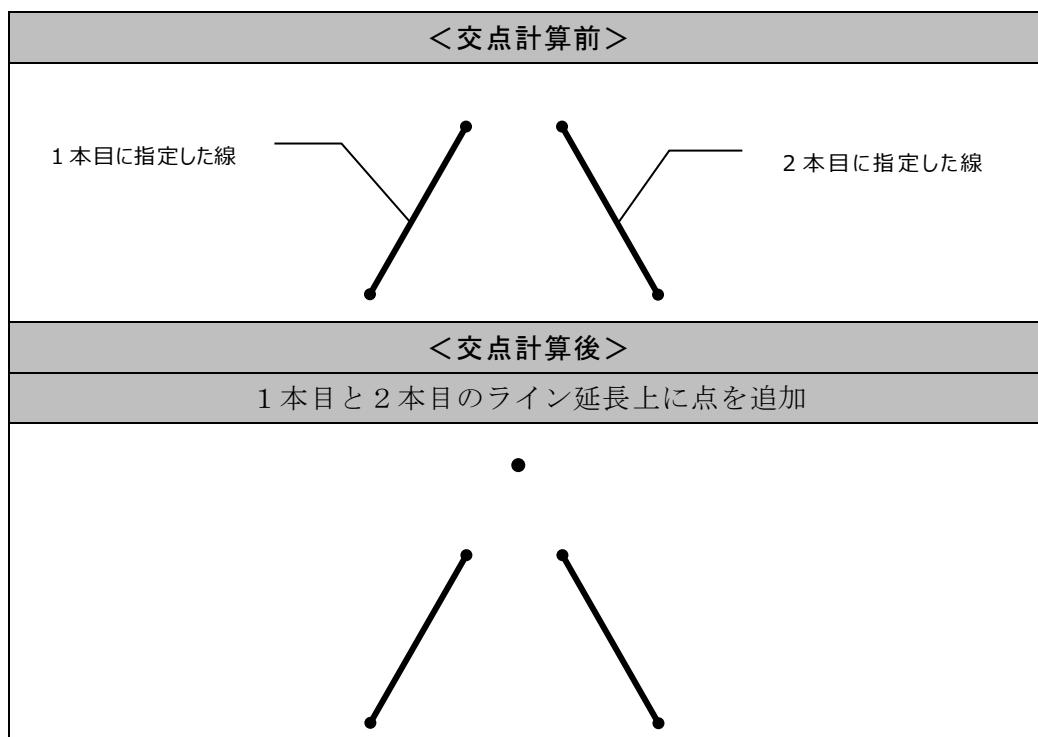 ＜交点計算前＞
１本目に指定した線
２本目に指定した線
＜交点計算後＞
１本目と２本目のライン延長上に点を追加